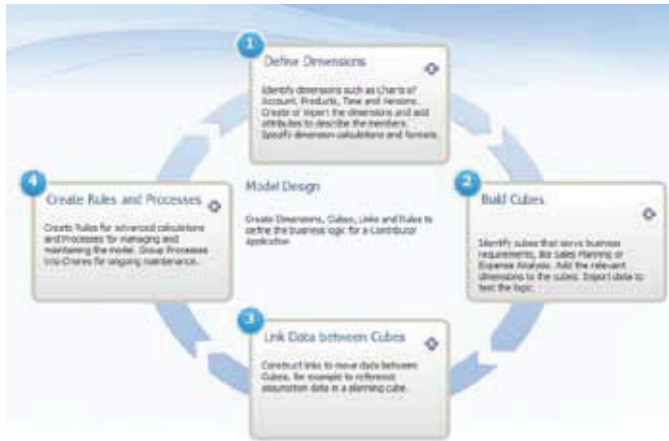 1
Define Dimensions
Identify dimensions such as Charts of
Account, Products, Time and Versions.
Create or import the dimensions and add
attributes to describe the members.
Specify dimension calculations and formats.
4
Create Rules and Processes
Create Rules for advanced calculations
and Processes for managing and
maintaining the model. Group Processes
into Chores for ongoing maintenance.
Model Design
Create Dimensions, Cubes, Links and Rules to
define the business logic for a Contributor
Application
2
Build Cubes
Identify cubes that serve business
requirements, like Sales Planning or
Expense Analysis. Add the relevant
dimensions to the cubes. Import data to
test the logic.
3
Link Data between Cubes
Construct links to move data between
Cubes, for example to reference
assumption data in a planning cube.